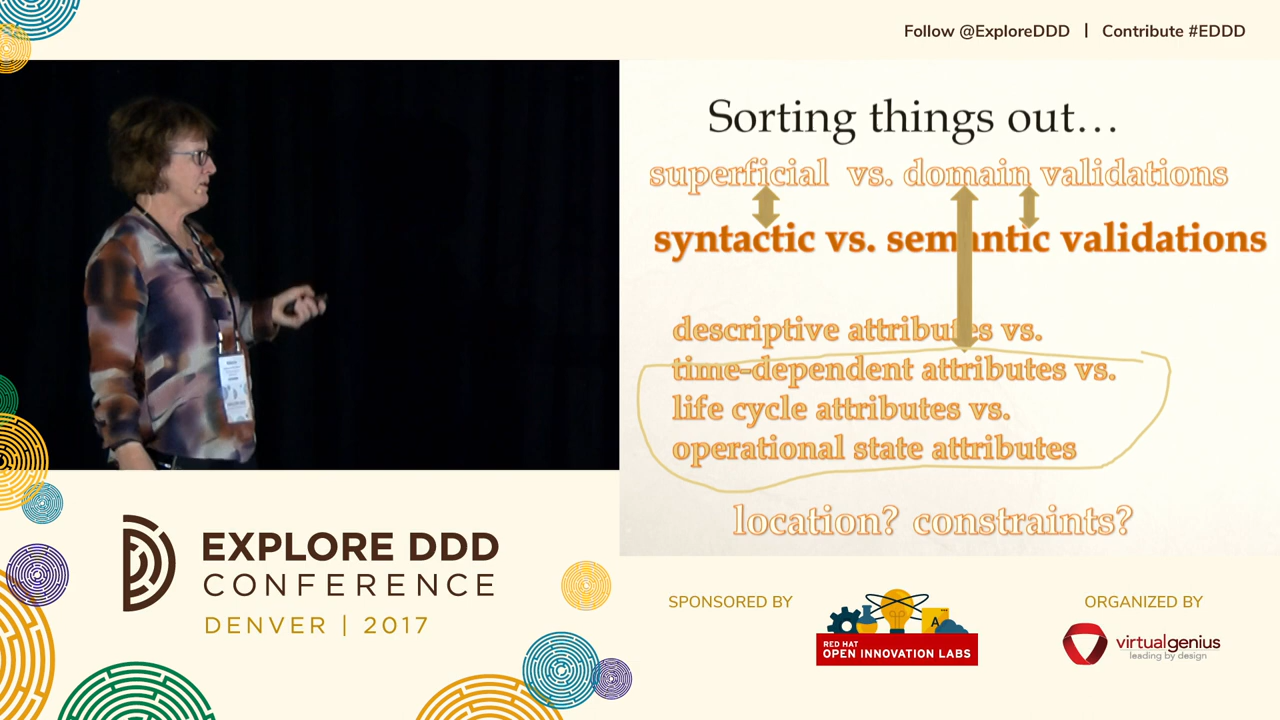 Follow @ExploreDDD | Contribute #EDDD
Sorting things out…
superficial vs. domain validations
syntactic vs. semantic validations
descriptive attributes vs.
time-dependent attributes vs.
life cycle attributes vs.
operational state attributes
location? constraints?
EXPLORE DDD
CONFERENCE
DENVER | 2017
SPONSORED BY
RED HAT
OPEN INNOVATION LABS
A
ORGANIZED BY
virtualgenius
leading by design